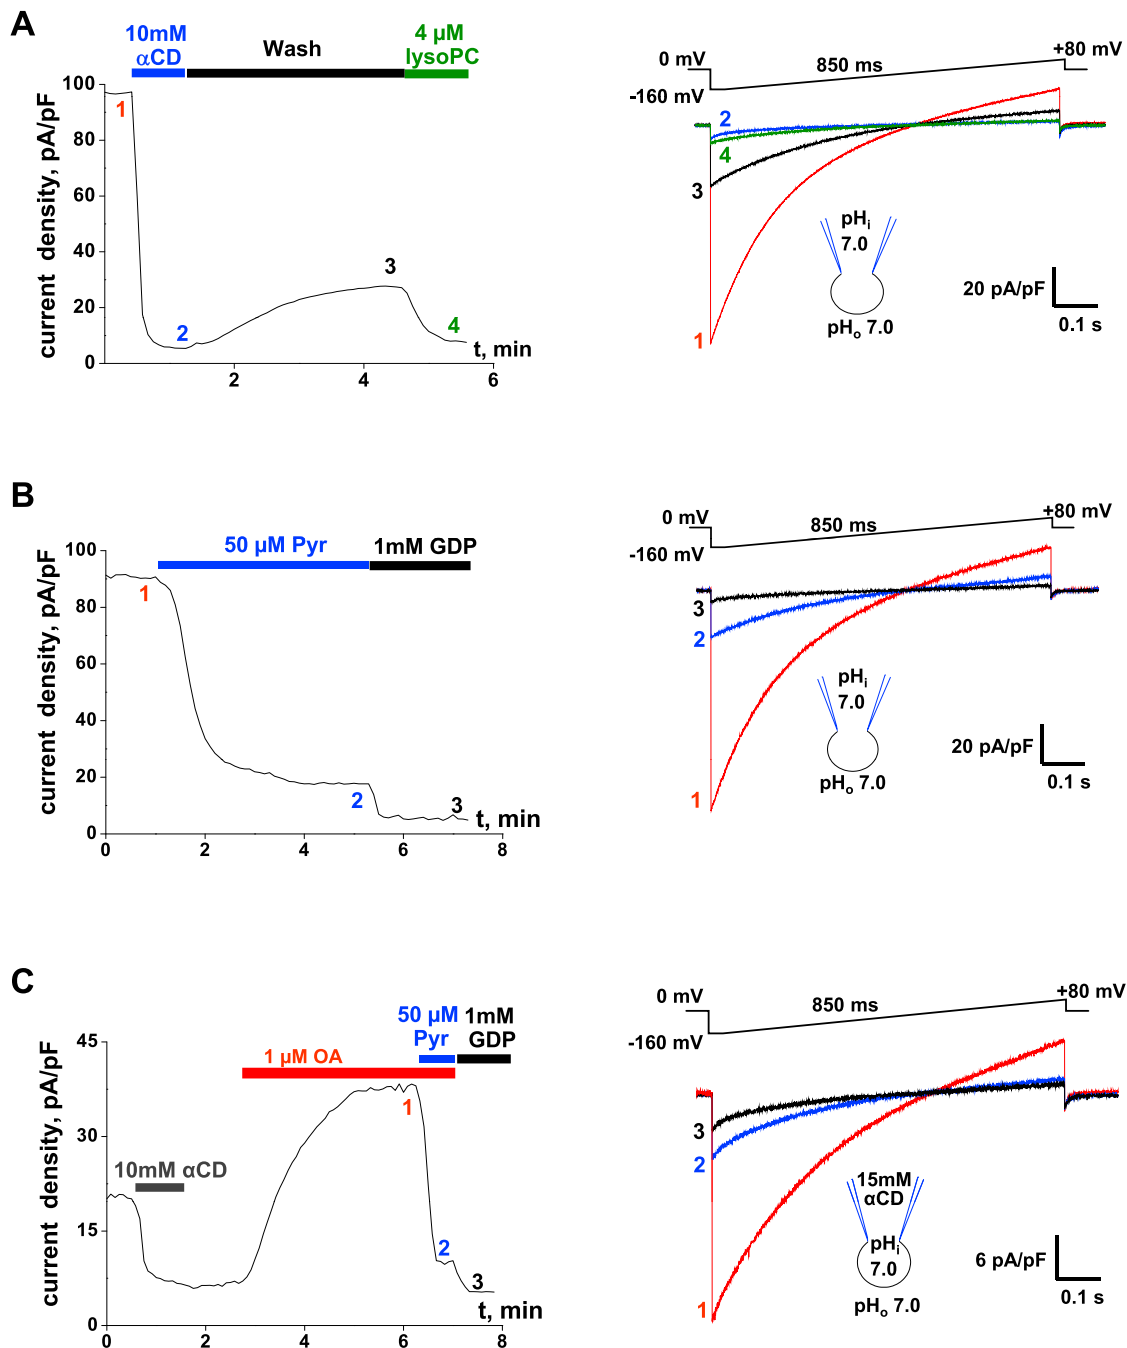 A
10mM
αCD
Wash
4 µM
lysoPC
current density, pA/pF
100
80
60
40
20
0
1
2
3
4
t, min
2
4
6
0 mV
850 ms
+80 mV
-160 mV
2
4
3
1
pHi
7.0
pHo 7.0
20 pA/pF
0.1 s
B
50 µM Pyr
1mM GDP
current density, pA/pF
100
80
60
40
20
0
1
2
3
t, min
0
2
4
6
8
0 mV
850 ms
+80 mV
-160 mV
3
2
1
pHi
7.0
pHo 7.0
20 pA/pF
0.1 s
C
10mM αCD
1 µM OA
50 µM
Pyr
1mM
GDP
current density, pA/pF
45
30
15
0
1
2
3
t, min
0
2
4
6
8
0 mV
850 ms
+80 mV
-160 mV
3
2
1
15mM
αCD
pHi
7.0
pHo 7.0
6 pA/pF
0.1 s